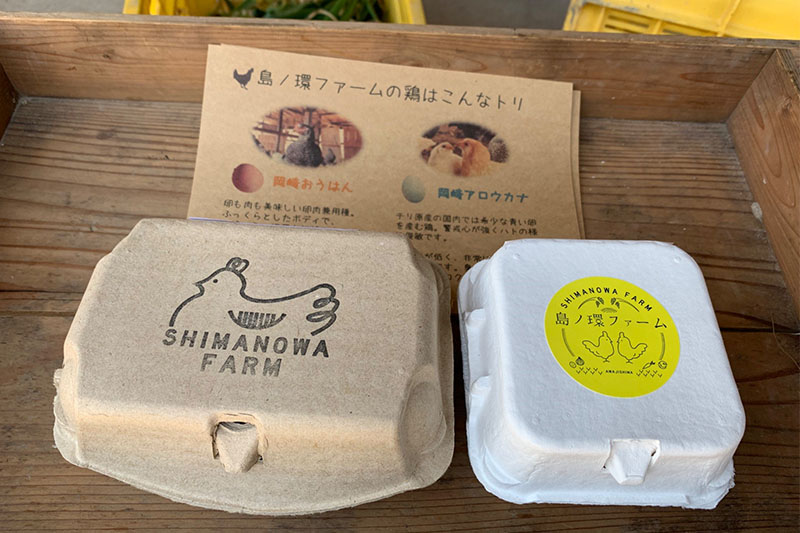 島ノ環ファームの鶏はこんなトリ
岡崎おうはん
卵も肉も美味しい卵肉兼用種。
ふっくらとしたボディで、
岡崎アロウカナ
チリ原産の国内では希少な青い卵
を産む鶏。警戒心が強くハトの様
SHIMANOWA
FARM
SHIMANOWA FARM
島ノ環ファーム
AWAJISHIMA